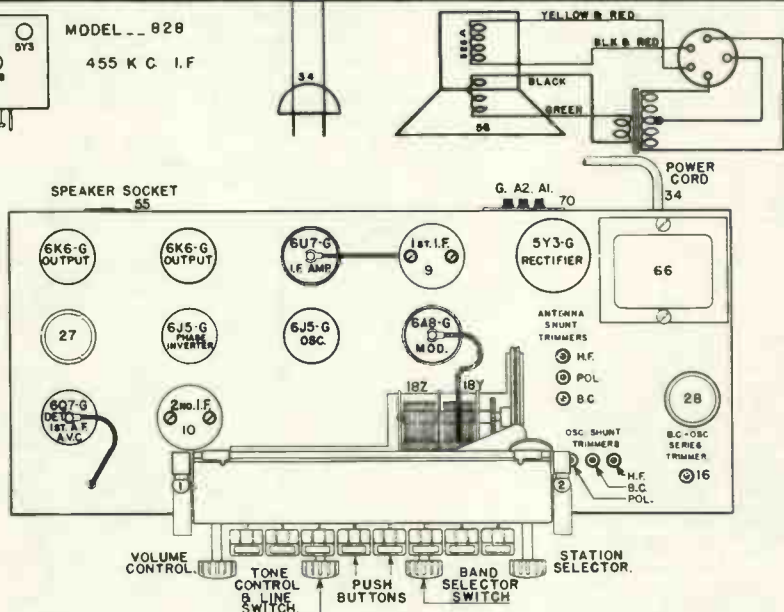 5Y3
MODEL__828
455 K C I.F
34
526A
56
YELLOW & RED
BLK & RED
BLACK
GREEN
POWER
CORD
34
SPEAKER SOCKET
55
G. A2. A1.
70
6K6-G
OUTPUT
6K6-G
OUTPUT
6U7-G
I.F. AMP.
1ST. I.F.
9
5Y3-G
RECTIFIER
66
27
6J5-G
PHASE
INVERTER
6J5-G
OSC.
6A8-G
MOD.
ANTENNA
SHUNT
TRIMMERS
H.F.
POL.
B.C.
6Q7-G
DET.
1ST. A.F.
A.V.C.
2ND. I.F.
10
18Z
18Y
28
OSC SHUNT
TRIMMERS
H.F.
B.C.
POL.
B.C.-OSC
SERIES
TRIMMER
16
1
2
VOLUME
CONTROL.
TONE
CONTROL
& LINE
SWITCH.
PUSH
BUTTONS
BAND
SELECTOR
SWITCH
STATION
SELECTOR.